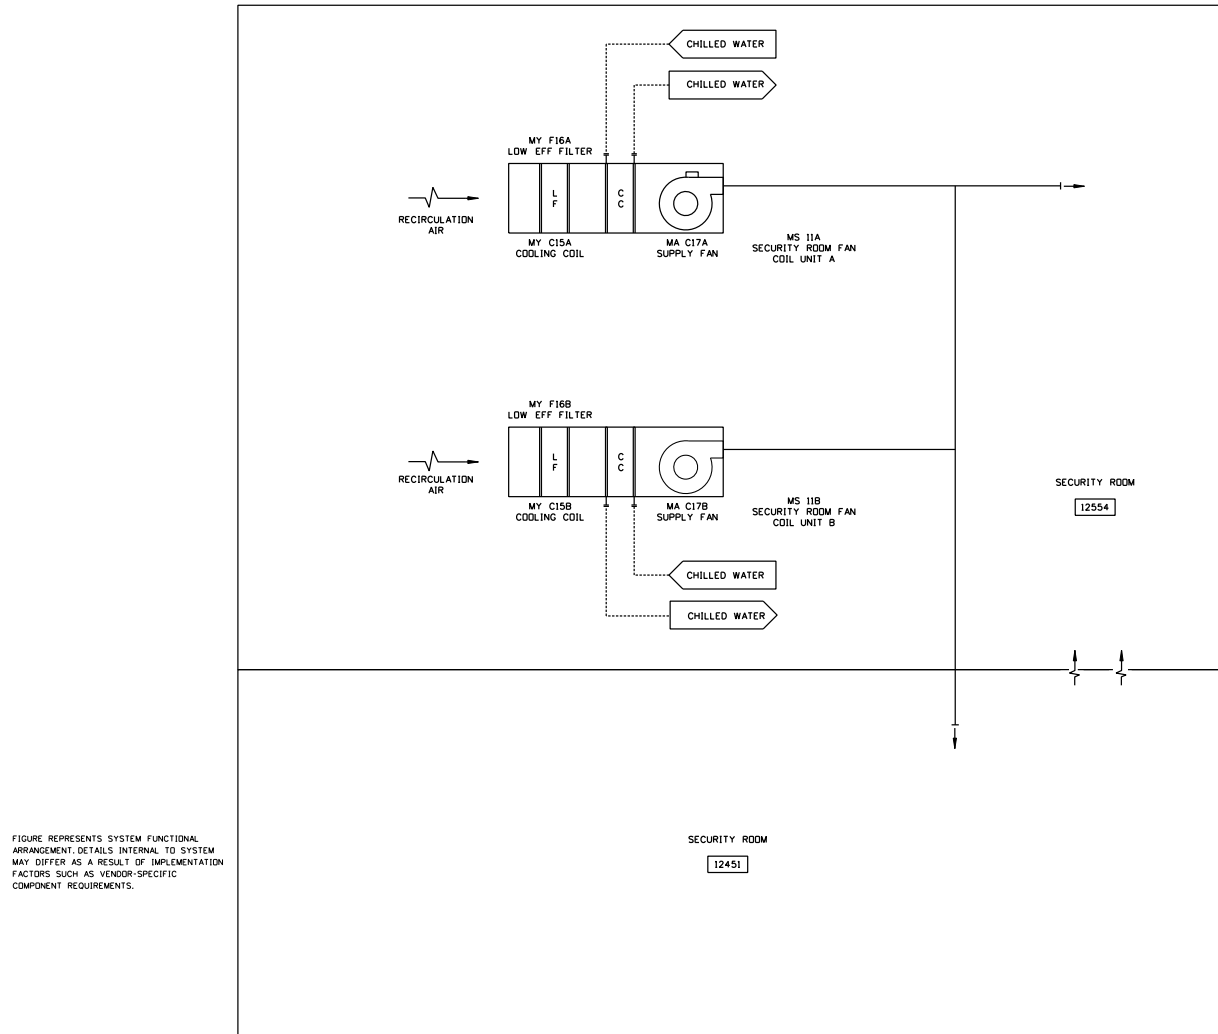 CHILLED WATER
CHILLED WATER
MY F16A
LOW EFF FILTER
L
F
C
C
RECIRCULATION
AIR
MY C15A
COOLING COIL
MA C17A
SUPPLY FAN
MS 11A
SECURITY ROOM FAN
COIL UNIT A
MY F16B
LOW EFF FILTER
L
F
C
C
RECIRCULATION
AIR
MY C15B
COOLING COIL
MA C17B
SUPPLY FAN
MS 11B
SECURITY ROOM FAN
COIL UNIT B
SECURITY ROOM
12554
CHILLED WATER
CHILLED WATER
SECURITY ROOM
12451
FIGURE REPRESENTS SYSTEM FUNCTIONAL
ARRANGEMENT. DETAILS INTERNAL TO SYSTEM
MAY DIFFER AS A RESULT OF IMPLEMENTATION
FACTORS SUCH AS VENDOR-SPECIFIC
COMPONENT REQUIREMENTS.